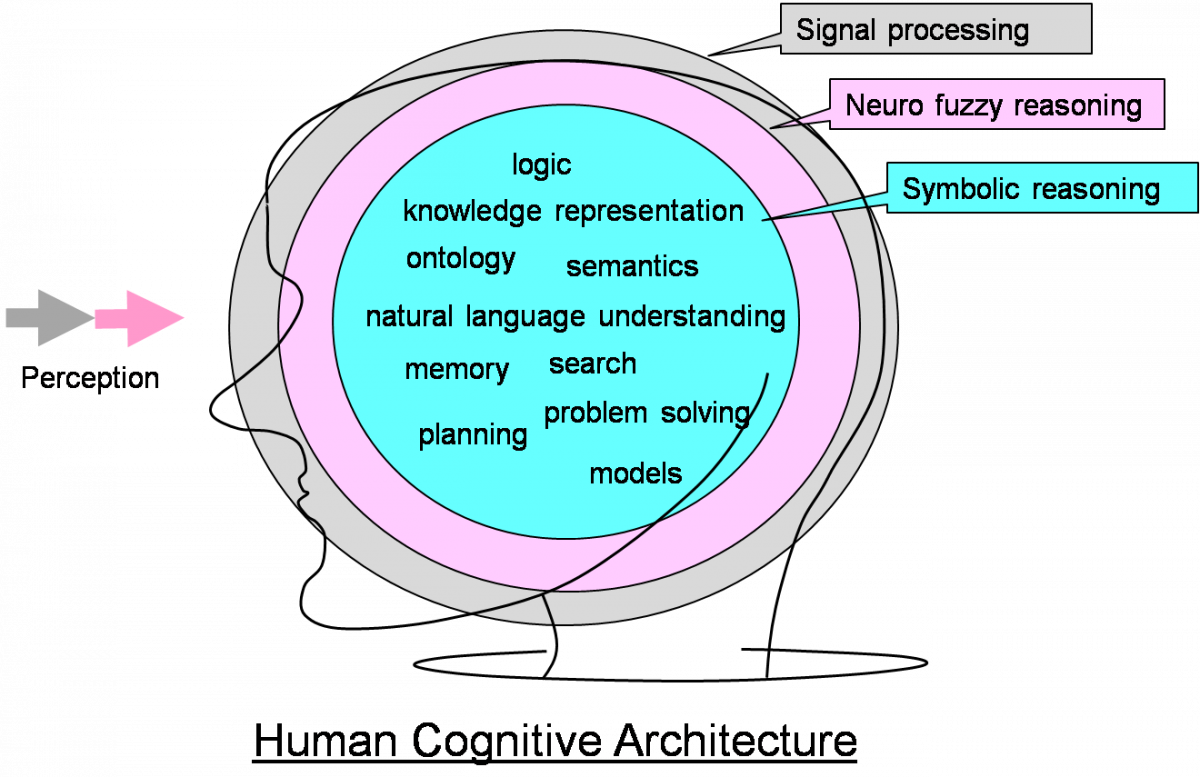 Signal processing
Neuro fuzzy reasoning
Symbolic reasoning
logic
knowledge representation
ontology
semantics
natural language understanding
memory
search
problem solving
planning
models
Perception
Human Cognitive Architecture